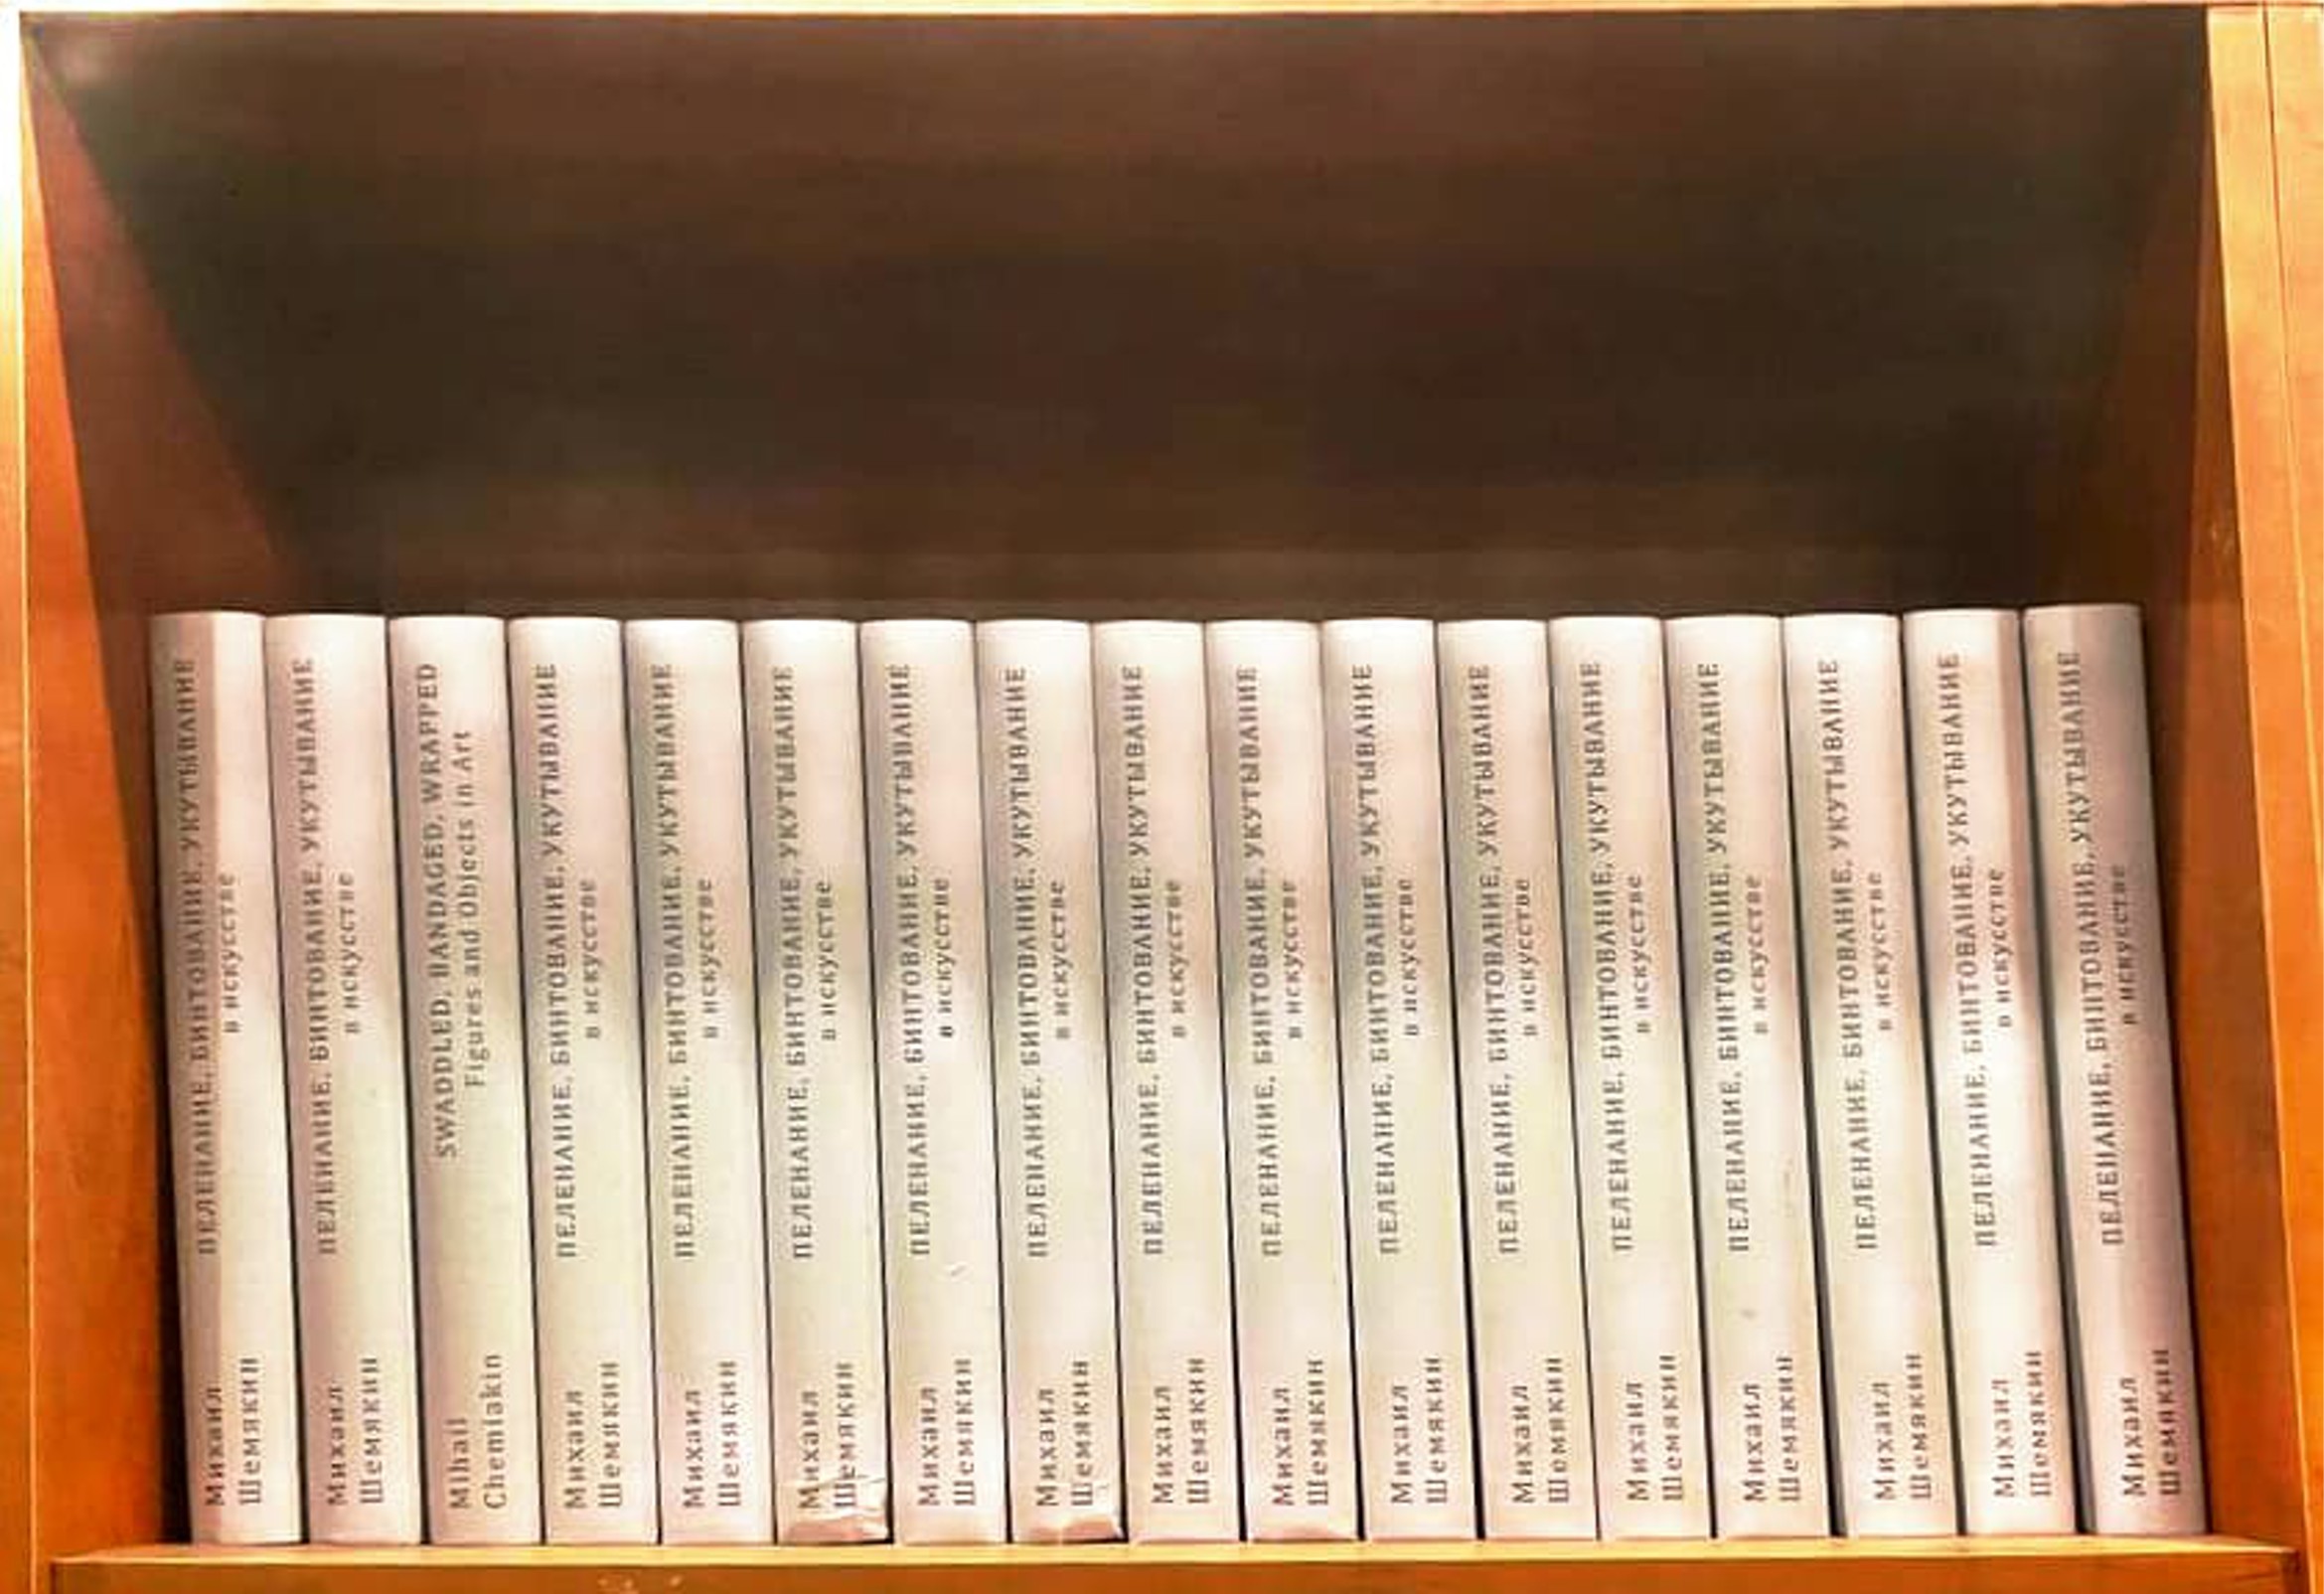 Михаил
Шемякин
ПЕЛЕНАНИЕ, БИНТОВАНИЕ, УКУТЫВАНИЕ
в искусстве
Михаил
Шемякин
ПЕЛЕНАНИЕ, БИНТОВАНИЕ, УКУТЫВАНИЕ
в искусстве
Mihail
Chemiakin
SWADDLED, BANDAGED, WRAPPED
Figures and Objects in Art
Михаил
Шемякин
ПЕЛЕНАНИЕ, БИНТОВАНИЕ, УКУТЫВАНИЕ
в искусстве
Михаил
Шемякин
ПЕЛЕНАНИЕ, БИНТОВАНИЕ, УКУТЫВАНИЕ
в искусстве
Михаил
Шемякин
ПЕЛЕНАНИЕ, БИНТОВАНИЕ, УКУТЫВАНИЕ
в искусстве
Михаил
Шемякин
ПЕЛЕНАНИЕ, БИНТОВАНИЕ, УКУТЫВАНИЕ
в искусстве
Михаил
Шемякин
ПЕЛЕНАНИЕ, БИНТОВАНИЕ, УКУТЫВАНИЕ
в искусстве
Михаил
Шемякин
ПЕЛЕНАНИЕ, БИНТОВАНИЕ, УКУТЫВАНИЕ
в искусстве
Михаил
Шемякин
ПЕЛЕНАНИЕ, БИНТОВАНИЕ, УКУТЫВАНИЕ
в искусстве
Михаил
Шемякин
ПЕЛЕНАНИЕ, БИНТОВАНИЕ, УКУТЫВАНИЕ
в искусстве
Михаил
Шемякин
ПЕЛЕНАНИЕ, БИНТОВАНИЕ, УКУТЫВАНИЕ
в искусстве
Михаил
Шемякин
ПЕЛЕНАНИЕ, БИНТОВАНИЕ, УКУТЫВАНИЕ
в искусстве
Михаил
Шемякин
ПЕЛЕНАНИЕ, БИНТОВАНИЕ, УКУТЫВАНИЕ
в искусстве
Михаил
Шемякин
ПЕЛЕНАНИЕ, БИНТОВАНИЕ, УКУТЫВАНИЕ
в искусстве
Михаил
Шемякин
ПЕЛЕНАНИЕ, БИНТОВАНИЕ, УКУТЫВАНИЕ
в искусстве
Михаил
Шемякин
ПЕЛЕНАНИЕ, БИНТОВАНИЕ, УКУТЫВАНИЕ
в искусстве